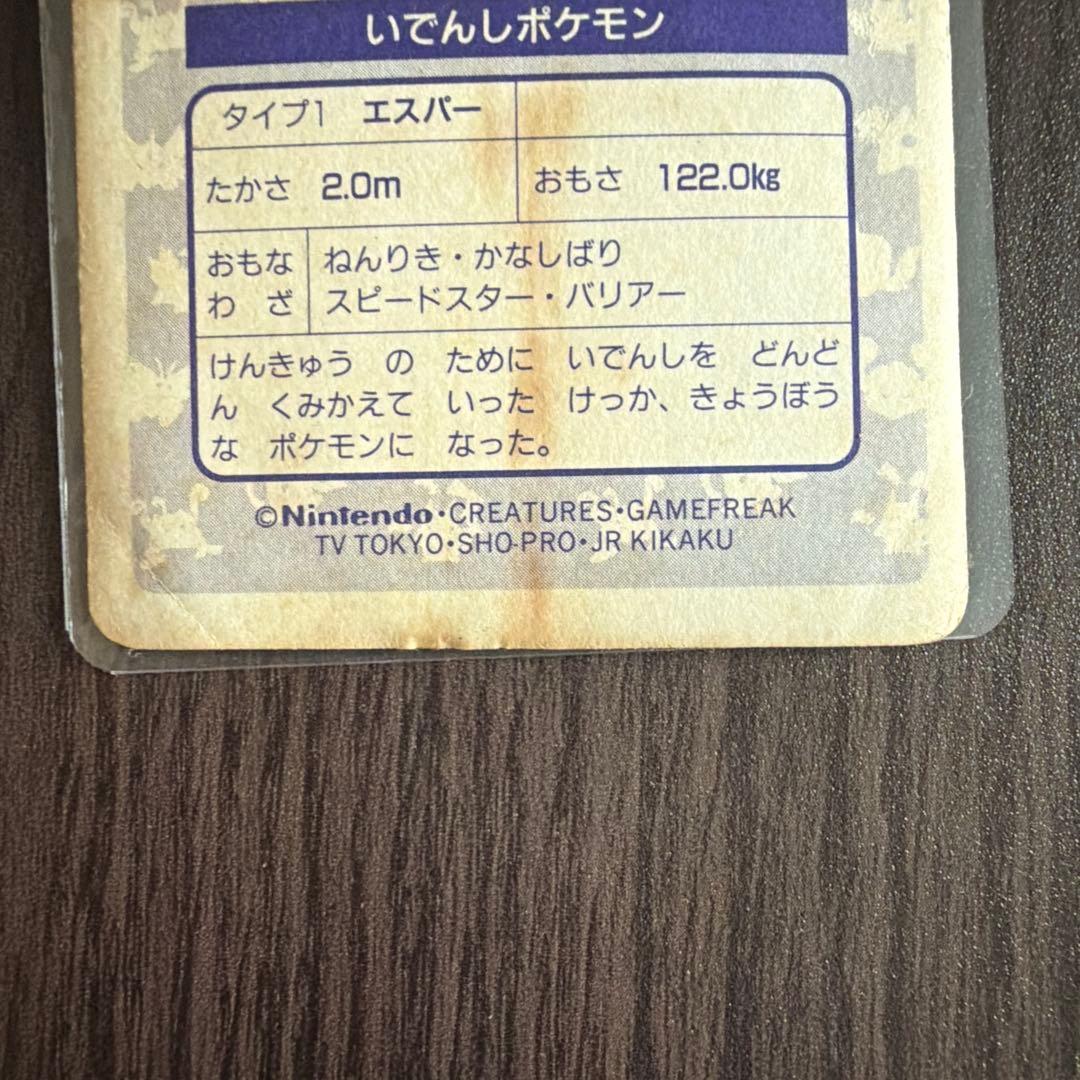 いでんしポケモン
タイプ1 エスパー
たかさ 2.0m おもさ 122.0kg
おもな ねんりき・かなしばり
わ ざ スピードスター・バリアー
けんきゅう の ために いでんしを どんど
ん くみかえて いった けっか、きょうぼう
な ポケモンに なった。
©Nintendo・CREATURES・GAMEFREAK
TV TOKYO・SHO-PRO・JR KIKAKU